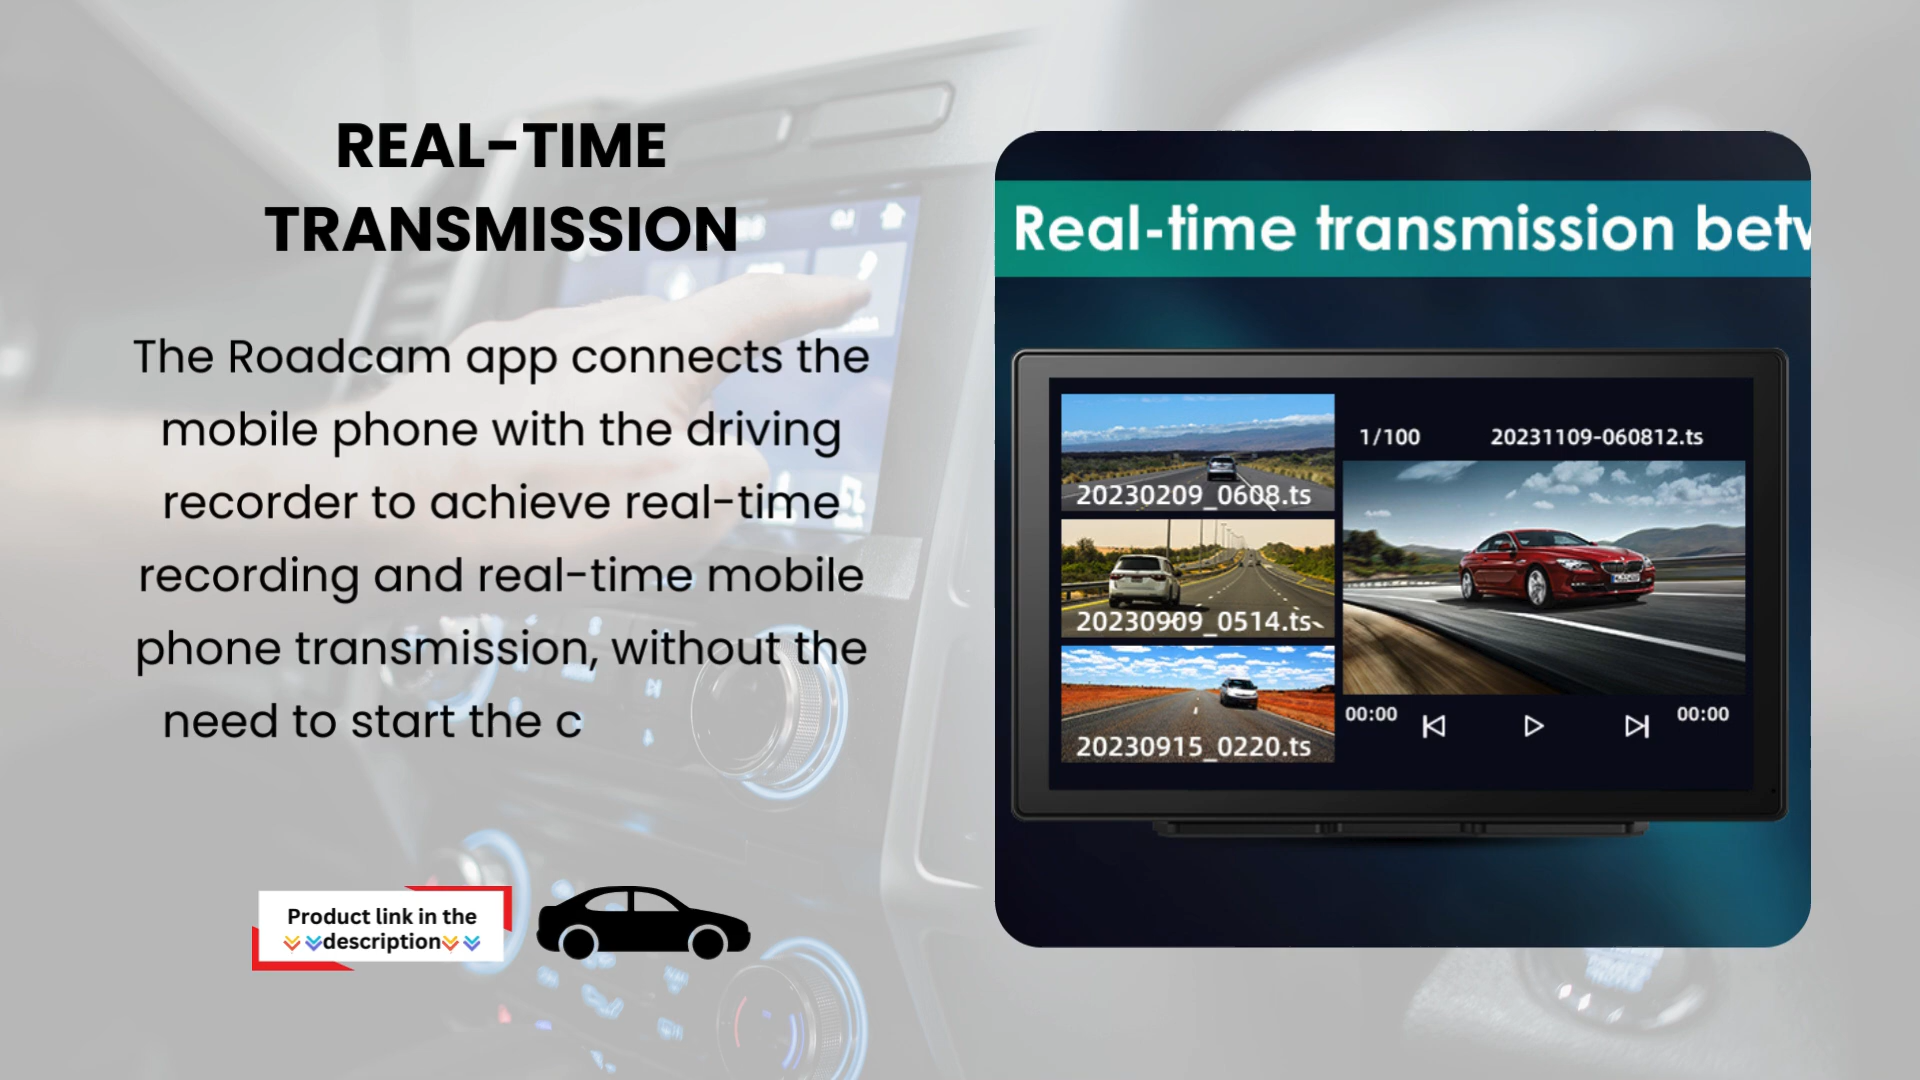 REAL-TIME
TRANSMISSION
The Roadcam app connects the
mobile phone with the driving
recorder to achieve real-time
recording and real-time mobile
phone transmission, without the
need to start the c
Product link in the
description
Real-time transmission betw
20230209_0608.ts
20230909_0514.ts
20230915_0220.ts
1/100 20231109-060812.ts
00:00 00:00